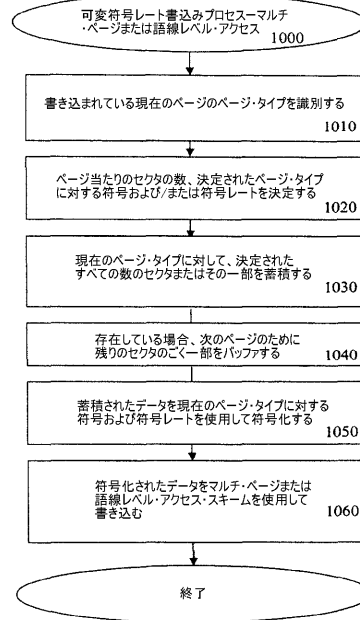 可変符号レート書込みプロセスーマルチ
・ページまたは語線レベル・アクセス
1000
書き込まれている現在のページのページ・タイプを識別する
1010
ページ当たりのセクタの数、決定されたページ・タイプ
に対する符号および/または符号レートを決定する
1020
現在のページ・タイプに対して、決定された
すべての数のセクタまたはその一部を蓄積する
1030
存在している場合、次のページのために
残りのセクタのごく一部をバッファする
1040
蓄積されたデータを現在のページ・タイプに対する
符号および符号レートを使用して符号化する
1050
符号化されたデータをマルチ・ページまたは
語線レベル・アクセス・スキームを使用して
書き込む
1060
終了